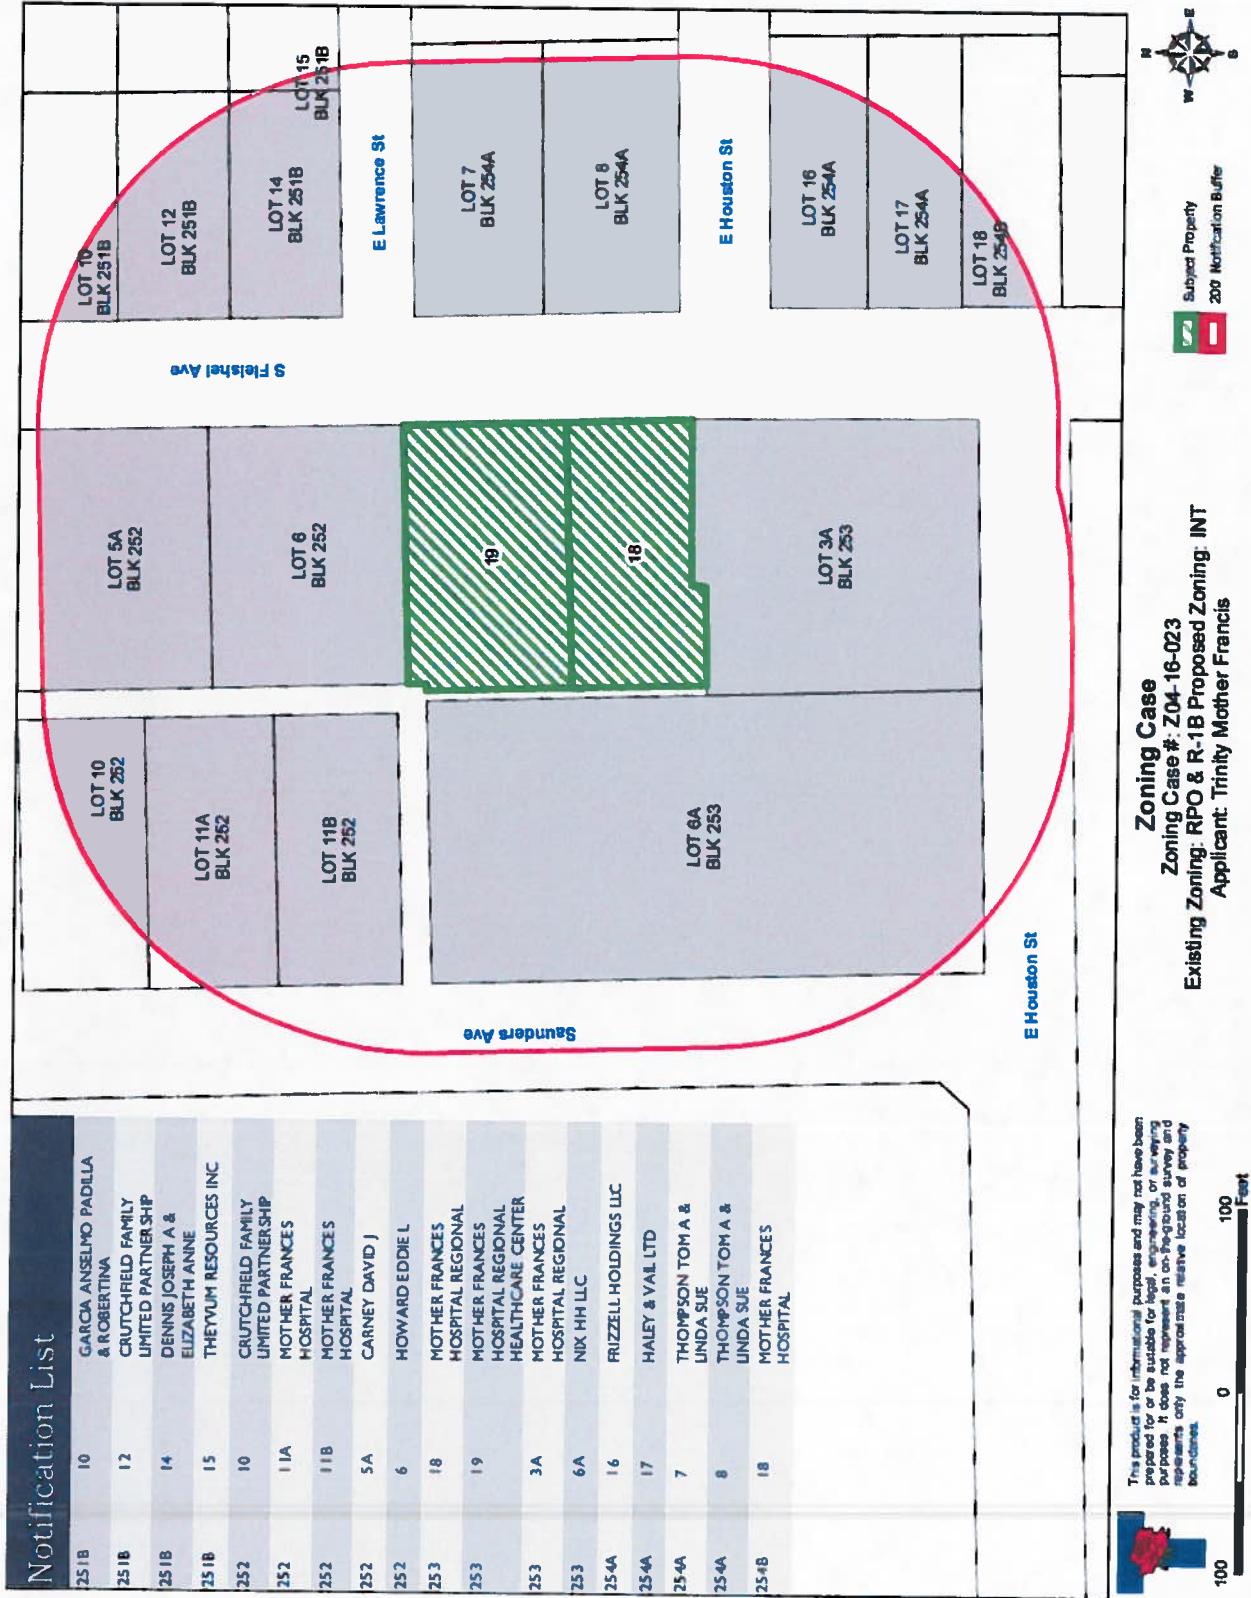 Notification List
251B 10 GARCIA ANSELMO PADILLA
& ROBERTINA
251B 12 CRUTCHFIELD FAMILY
LIMITED PARTNERSHIP
251B 14 DENNIS JOSEPH A &
ELIZABETH ANNE
251B 15 THEYVUM RESOURCES INC
252 10 CRUTCHFIELD FAMILY
LIMITED PARTNERSHIP
252 11A MOTHER FRANCES
HOSPITAL
252 11B MOTHER FRANCES
HOSPITAL
252 5A CARNEY DAVID J
252 6 HOWARD EDDIE L
253 18 MOTHER FRANCES
HOSPITAL REGIONAL
253 19 MOTHER FRANCES
HOSPITAL REGIONAL
HEALTHCARE CENTER
253 3A MOTHER FRANCES
HOSPITAL REGIONAL
253 6A NIX HH LLC
254A 16 FRIZZELL HOLDINGS LLC
254A 17 HALEY & VAIL LTD
254A 7 THOMPSON TOM A &
LINDA SUE
254A 8 THOMPSON TOM A &
LINDA SUE
254B 18 MOTHER FRANCES
HOSPITAL
Saunders Ave
E Houston St
LOT 10
BLK 252
LOT 11A
BLK 252
LOT 11B
BLK 252
LOT 6A
BLK 253
LOT 5A
BLK 252
LOT 6
BLK 252
19
18
LOT 3A
BLK 253
S Fleishel Ave
LOT 10
BLK 251B
LOT 12
BLK 251B
LOT 14
BLK 251B
LOT 15
BLK 251B
E Lawrence St
LOT 7
BLK 254A
LOT 8
BLK 254A
E Houston St
LOT 16
BLK 254A
LOT 17
BLK 254A
LOT 18
BLK 254B
This product is for informational purposes and may not have been
prepared for or be suitable for legal, engineering, or surveying
purposes. It does not represent an on-the-ground survey and
represents only the approximate relative location of property
boundaries.
100 0 100
Feet
Zoning Case
Zoning Case #: Z04-16-023
Existing Zoning: RPO & R-1B Proposed Zoning: INT
Applicant: Trinity Mother Francis
Subject Property
200' Notification Buffer
N
W E
S